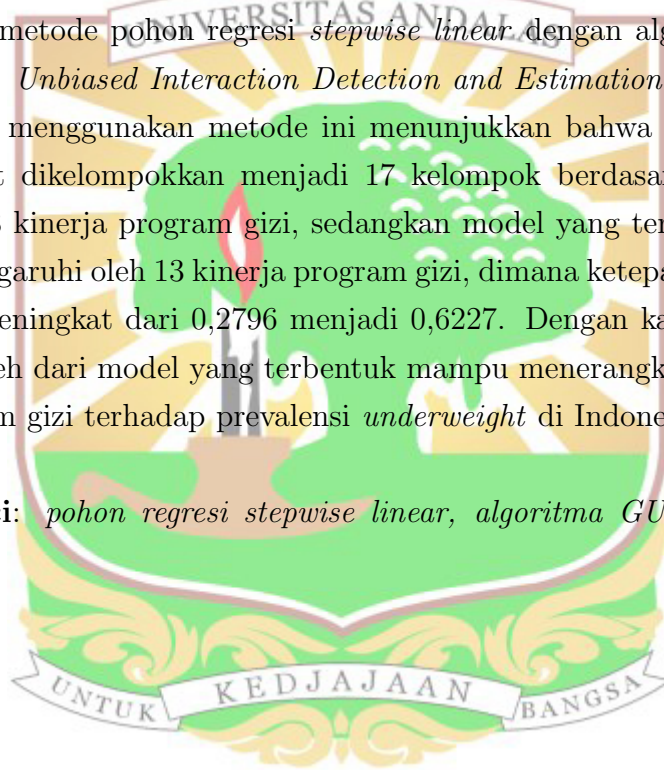 UNIVERSITAS ANDALAS
metode pohon regresi stepwise linear dengan alg
Unbiased Interaction Detection and Estimation
menggunakan metode ini menunjukkan bahwa
dikelompokkan menjadi 17 kelompok berdasar
kinerja program gizi, sedangkan model yang ter
garuhi oleh 13 kinerja program gizi, dimana ketepa
eningkat dari 0,2796 menjadi 0,6227. Dengan ka
eh dari model yang terbentuk mampu menerangk
m gizi terhadap prevalensi underweight di Indone
ci: pohon regresi stepwise linear, algoritma GU
UNTUK KEDJAJAAN BANGSA